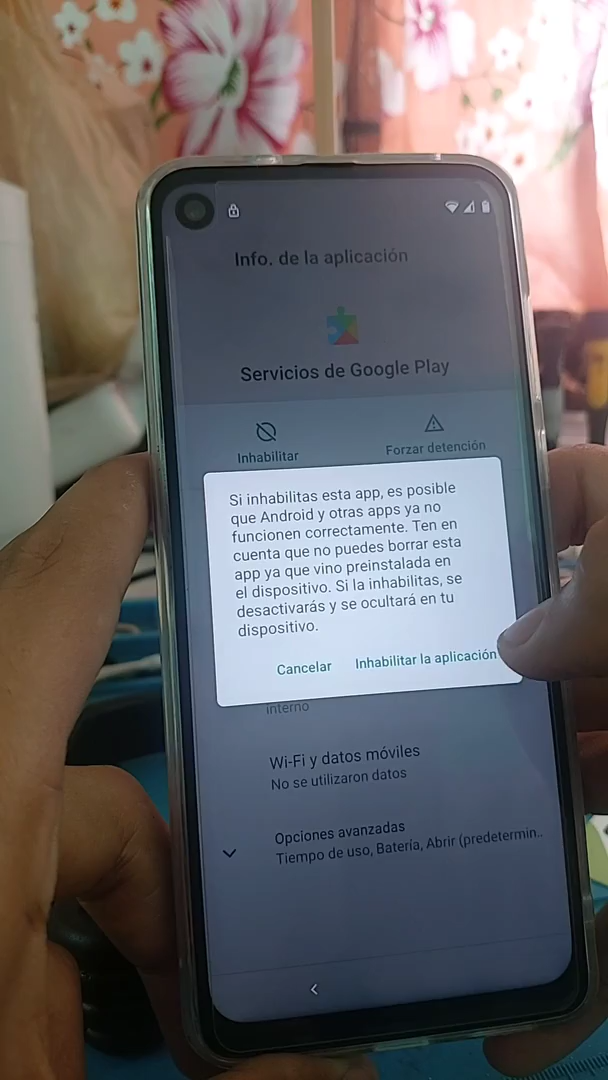 Info. de la aplicación
Servicios de Google Play
Inhabilitar
Forzar detención
Si inhabilitas esta app, es posible
que Android y otras apps ya no
funcionen correctamente. Ten en
cuenta que no puedes borrar esta
app ya que vino preinstalada en
el dispositivo. Si la inhabilitas, se
desactivarás y se ocultará en tu
dispositivo.
Cancelar
Inhabilitar la aplicación
interno
Wi-Fi y datos móviles
No se utilizaron datos
Opciones avanzadas
Tiempo de uso, Batería, Abrir (predetermin..